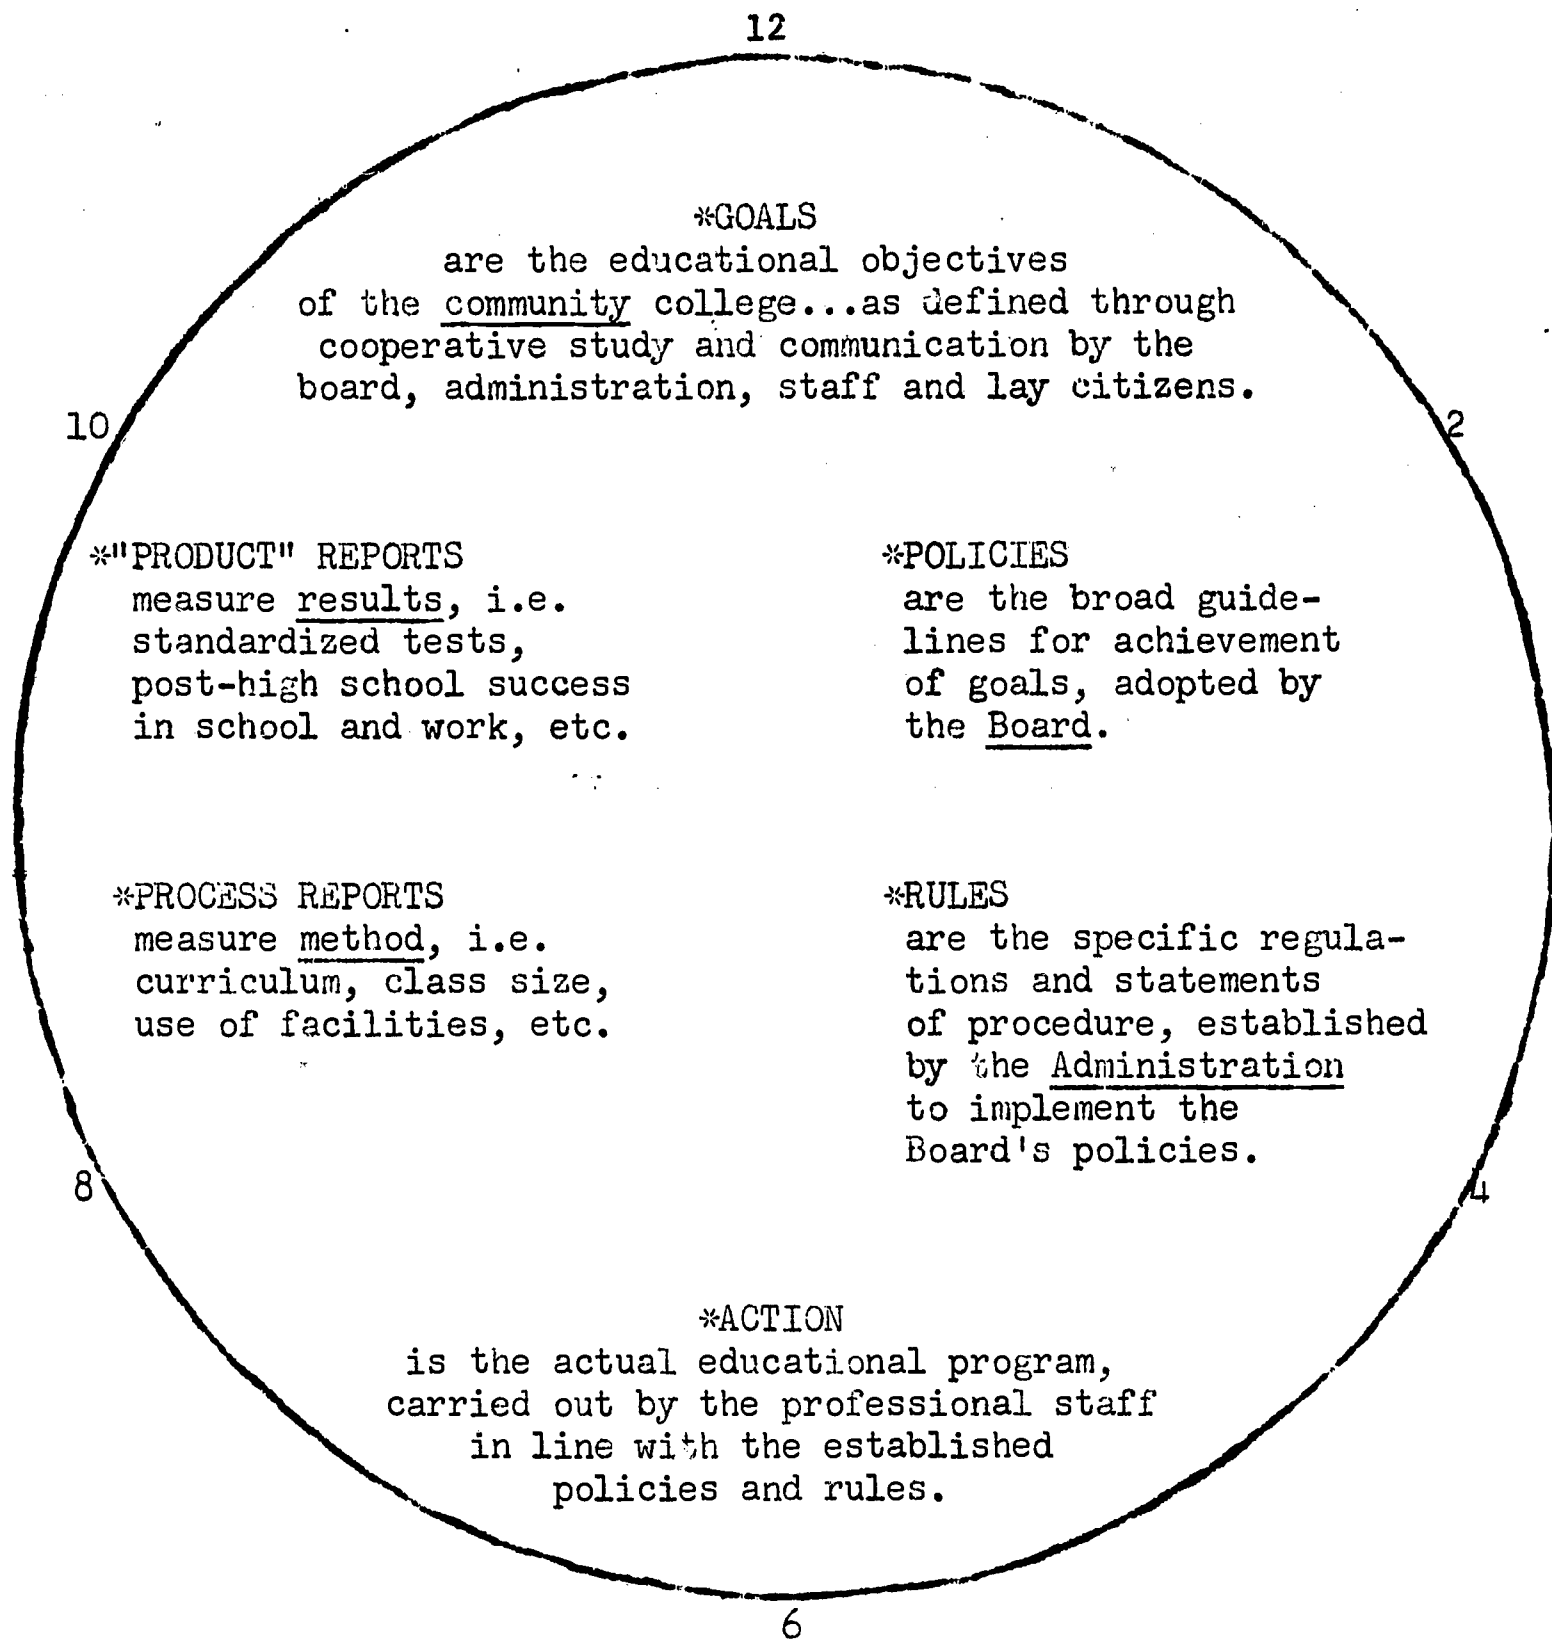 12
*GOALS
are the educational objectives
of the community college...as defined through
cooperative study and communication by the
board, administration, staff and lay citizens.
10
2
*"PRODUCT" REPORTS
measure results, i.e.
standardized tests,
post-high school success
in school and work, etc.
*POLICIES
are the broad guide-
lines for achievement
of goals, adopted by
the Board.
*PROCESS REPORTS
measure method, i.e.
curriculum, class size,
use of facilities, etc.
*RULES
are the specific regula-
tions and statements
of procedure, established
by the Administration
to implement the
Board's policies.
8
4
*ACTION
is the actual educational program,
carried out by the professional staff
in line with the established
policies and rules.
6